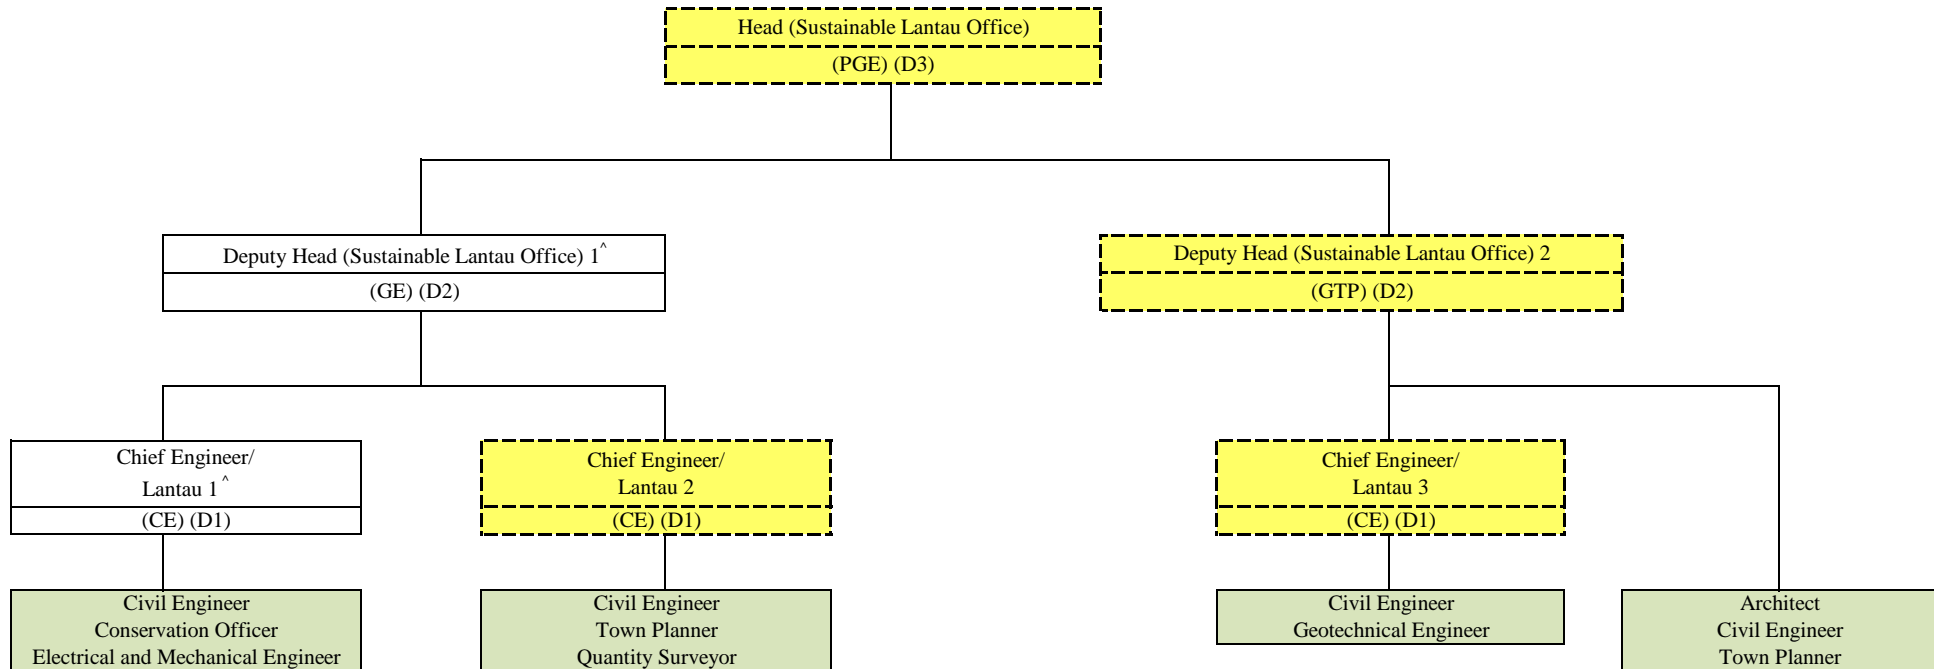 Head (Sustainable Lantau Office)
(PGE) (D3)
Deputy Head (Sustainable Lantau Office) 1^
(GE) (D2)
Deputy Head (Sustainable Lantau Office) 2
(GTP) (D2)
Chief Engineer/
Lantau 1 ^
(CE) (D1)
Chief Engineer/
Lantau 2
(CE) (D1)
Chief Engineer/
Lantau 3
(CE) (D1)
Civil Engineer
Conservation Officer
Electrical and Mechanical Engineer
Civil Engineer
Town Planner
Quantity Surveyor
Civil Engineer
Geotechnical Engineer
Architect
Civil Engineer
Town Planner